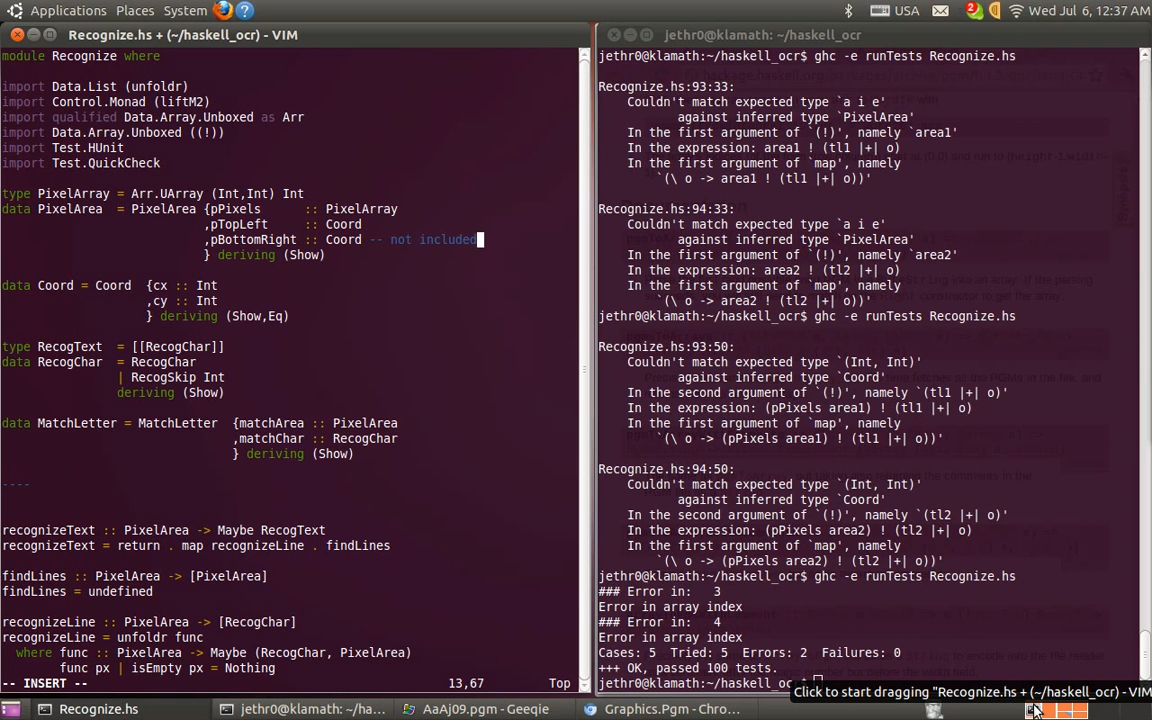 Applications Places System USA 2 Wed Jul 6, 12:37 AM
Recognize.hs + (~/haskell_ocr) - VIM
module Recognize where
import Data.List (unfoldr)
import Control.Monad (liftM2)
import qualified Data.Array.Unboxed as Arr
import Data.Array.Unboxed ((!))
import Test.HUnit
import Test.QuickCheck
type PixelArray = Arr.UArray (Int,Int) Int
data PixelArea  = PixelArea {pPixels      :: PixelArray
,pTopLeft     :: Coord
,pBottomRight :: Coord -- not included
} deriving (Show)
data Coord = Coord  {cx :: Int
,cy :: Int
} deriving (Show,Eq)
type RecogText = [[RecogChar]]
data RecogChar  = RecogChar
| RecogSkip Int
deriving (Show)
data MatchLetter = MatchLetter  {matchArea :: PixelArea
,matchChar :: RecogChar
} deriving (Show)
----
recognizeText :: PixelArea -> Maybe RecogText
recognizeText = return . map recognizeLine . findLines
findLines :: PixelArea -> [PixelArea]
findLines = undefined
recognizeLine :: PixelArea -> [RecogChar]
recognizeLine = unfoldr func
where func :: PixelArea -> Maybe (RecogChar, PixelArea)
func px | isEmpty px = Nothing
-- INSERT -- 13,67 Top
jethr0@klamath: ~/haskell_ocr
jethr0@klamath:~/haskell_ocr$ ghc -e runTests Recognize.hs
Recognize.hs:93:33:
Couldn't match expected type `a i e'
against inferred type `PixelArea'
In the first argument of `(!)', namely `area1'
In the expression: area1 ! (tl1 |+| o)
In the first argument of `map', namely
`(\ o -> area1 ! (tl1 |+| o))'
Recognize.hs:94:33:
Couldn't match expected type `a i e'
against inferred type `PixelArea'
In the first argument of `(!)', namely `area2'
In the expression: area2 ! (tl2 |+| o)
In the first argument of `map', namely
`(\ o -> area2 ! (tl2 |+| o))'
jethr0@klamath:~/haskell_ocr$ ghc -e runTests Recognize.hs
Recognize.hs:93:50:
Couldn't match expected type `(Int, Int)'
against inferred type `Coord'
In the second argument of `(!)', namely `(tl1 |+| o)'
In the expression: (pPixels area1) ! (tl1 |+| o)
In the first argument of `map', namely
`(\ o -> (pPixels area1) ! (tl1 |+| o))'
Recognize.hs:94:50:
Couldn't match expected type `(Int, Int)'
against inferred type `Coord'
In the second argument of `(!)', namely `(tl2 |+| o)'
In the expression: (pPixels area2) ! (tl2 |+| o)
In the first argument of `map', namely
`(\ o -> (pPixels area2) ! (tl2 |+| o))'
jethr0@klamath:~/haskell_ocr$ ghc -e runTests Recognize.hs
### Error in:   3
Error in array index
### Error in:   4
Error in array index
Cases: 5  Tried: 5  Errors: 2  Failures: 0
+++ OK, passed 100 tests.
jethr0@klamath:~/haskell_oc
Click to start dragging "Recognize.hs + (~/haskell_ocr) - VIM
Recognize.hs
jethr0@klamath: ~/ha...
AaAj09.pgm - Geeqie
Graphics.Pgm - Chro...